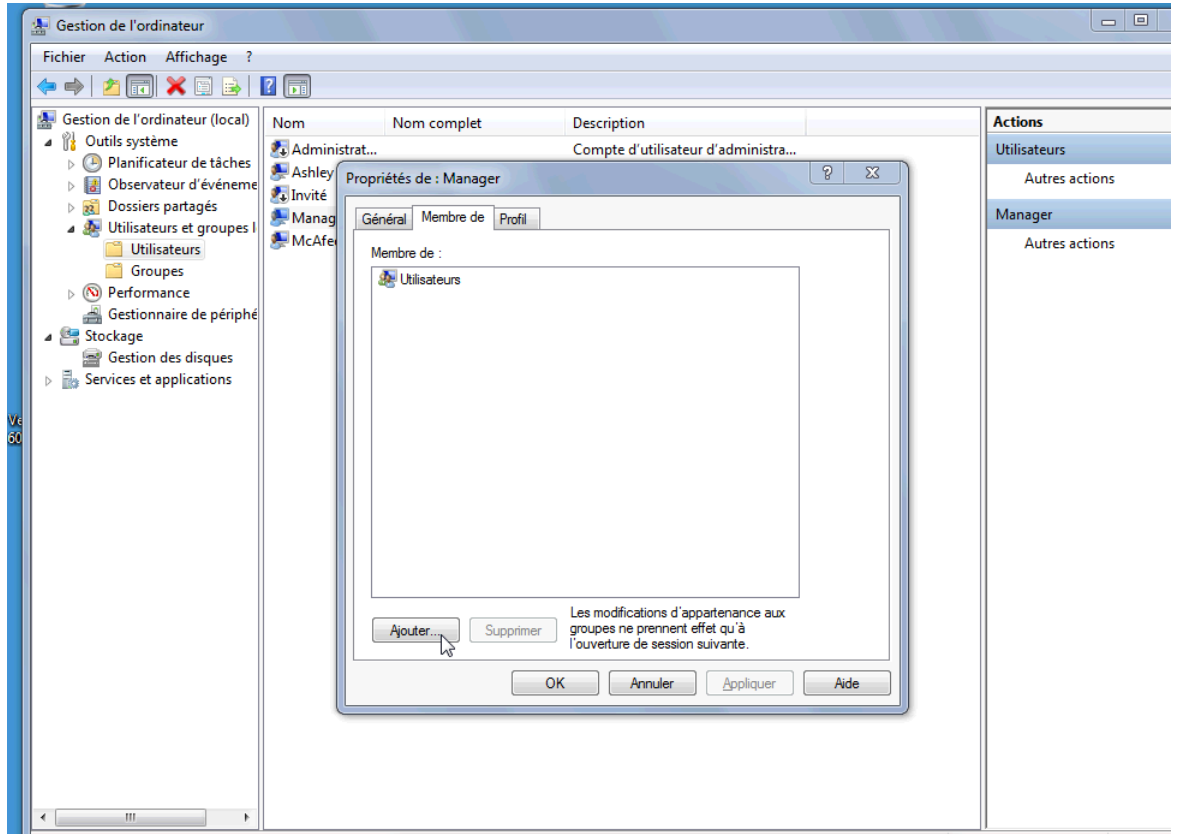 Gestion de l'ordinateur
Fichier Action Affichage ?
Gestion de l'ordinateur (local)
Outils système
Planificateur de tâches
Observateur d'événeme
Dossiers partagés
Utilisateurs et groupes l
Utilisateurs
Groupes
Performance
Gestionnaire de périphé
Stockage
Gestion des disques
Services et applications
Nom Nom complet Description
Administrat... Compte d'utilisateur d'administra...
Ashley
Invité
Manag
McAfe
Propriétés de : Manager
Général Membre de Profil
Membre de :
Utilisateurs
Ajouter... Supprimer
Les modifications d'appartenance aux
groupes ne prennent effet qu'à
l'ouverture de session suivante.
OK Annuler Appliquer Aide
Actions
Utilisateurs
Autres actions
Manager
Autres actions
Ve
60